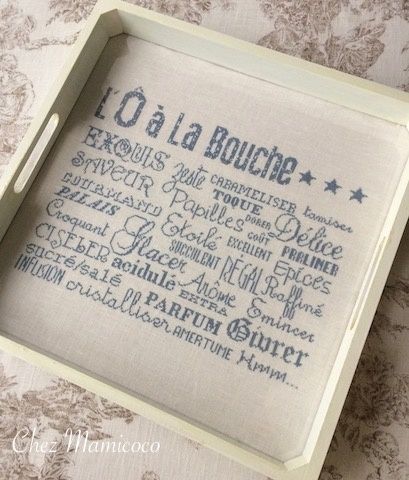 L'Ô à La Bouche ★★★
EXQUIS zeste CARAMELISER tamiser
SAVEUR Papilles TOQUE DORER Délice
GOURMAND Etoilé SUCCULENT EXCELLENT GOÛT PRALINER
PALAIS Glacer RÉGAL Epices
Croquant acidulé Arôme Raffiné
CISELER EXTRA Emincer
sucré/salé PARFUM Givrer
INFUSION cristalliser AMERTUME Hmm...
Chez Mamicoco